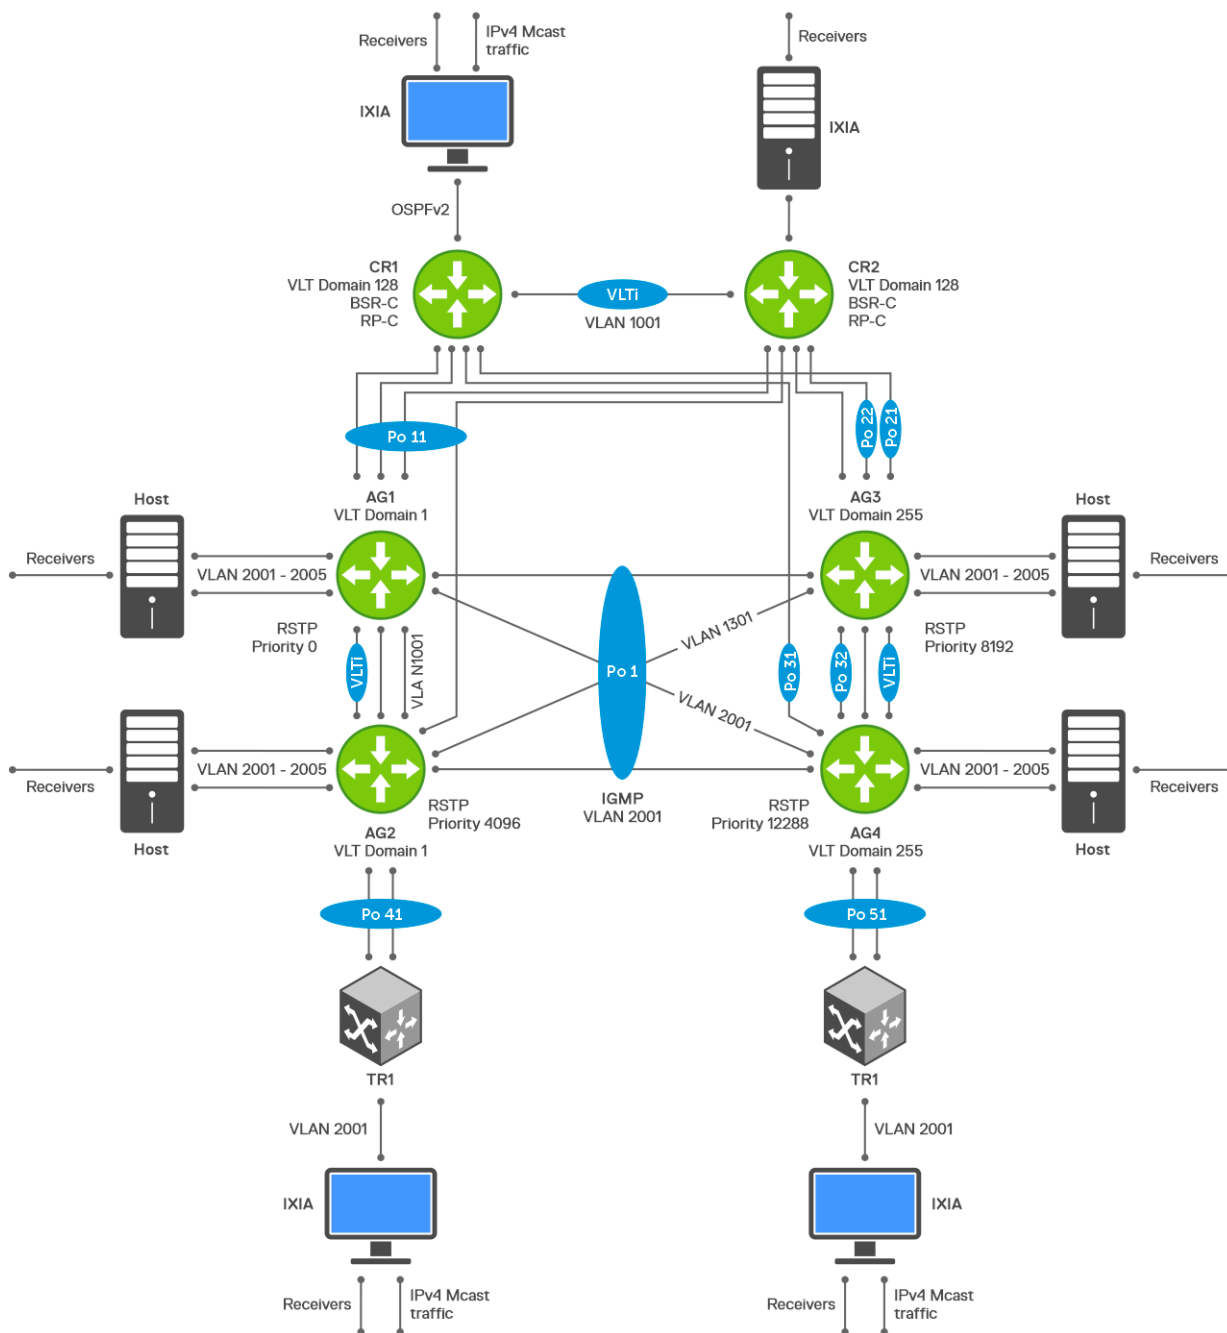 Receivers
IPv4 Mcast
traffic
Receivers
IXIA
IXIA
OSPFv2
CR1
VLT Domain 128
BSR-C
RP-C
VLTi
VLAN 1001
CR2
VLT Domain 128
BSR-C
RP-C
Po 11
Po 22
Po 21
AG1
VLT Domain 1
AG3
VLT Domain 255
Host
Host
Receivers
VLAN 2001 - 2005
VLAN 2001 - 2005
Receivers
RSTP
Priority 0
VLTi
VLA N1001
Po 1
VLAN 1301
VLAN 2001
Po 31
Po 32
VLTi
RSTP
Priority 8192
Receivers
VLAN 2001 - 2005
VLAN 2001 - 2005
Receivers
Host
Host
RSTP
Priority 4096
IGMP
VLAN 2001
RSTP
Priority 12288
AG2
VLT Domain 1
AG4
VLT Domain 255
Po 41
Po 51
TR1
TR1
VLAN 2001
VLAN 2001
IXIA
IXIA
Receivers
IPv4 Mcast
traffic
Receivers
IPv4 Mcast
traffic